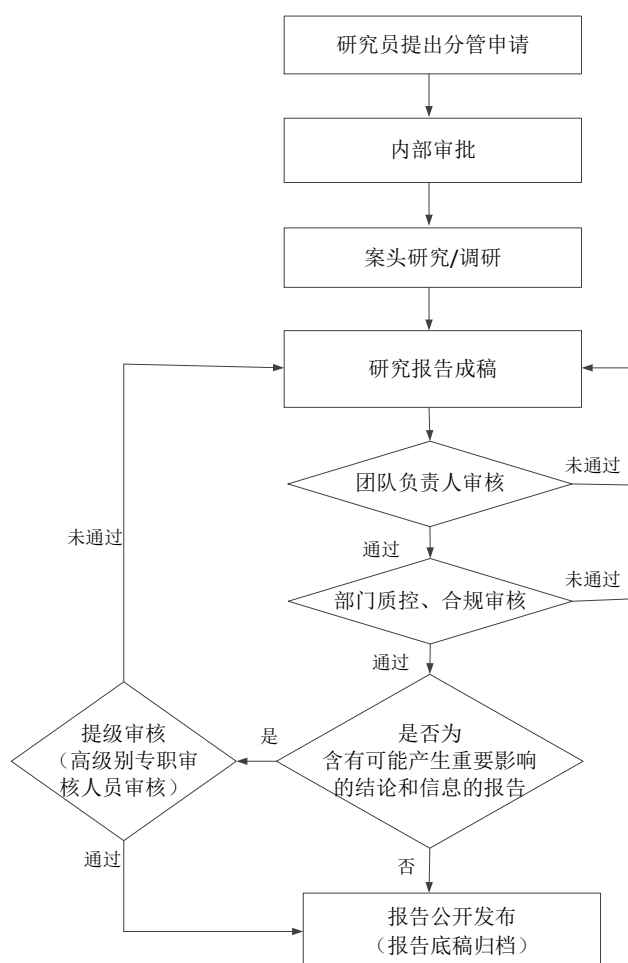 研究员提出分管申请
内部审批
案头研究/调研
研究报告成稿
团队负责人审核
未通过
未通过
通过
部门质控、合规审核
未通过
通过
提级审核
（高级别专职审
核人员审核）
是
是否为
含有可能产生重要影响
的结论和信息的报告
通过
否
报告公开发布
（报告底稿归档）